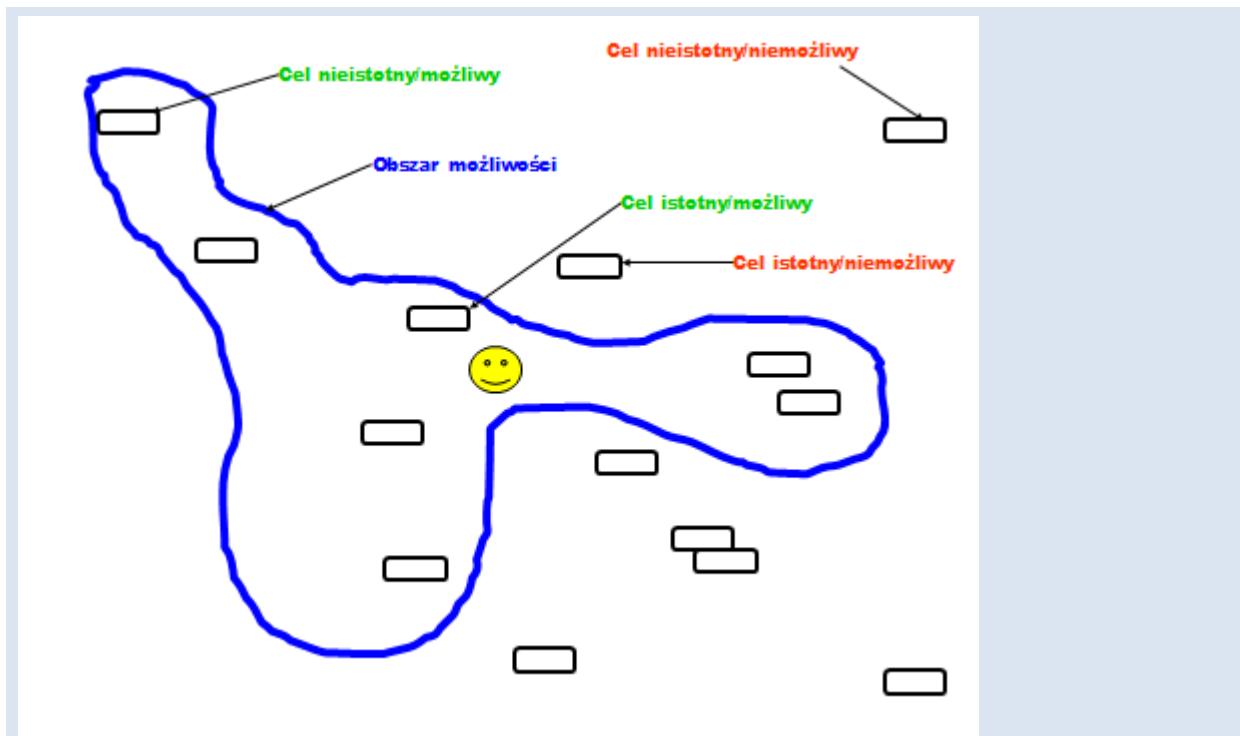 Cel nieistotny/niemożliwy
Cel nieistotny/możliwy
Obszar możliwości
Cel istotny/możliwy
Cel istotny/niemożliwy